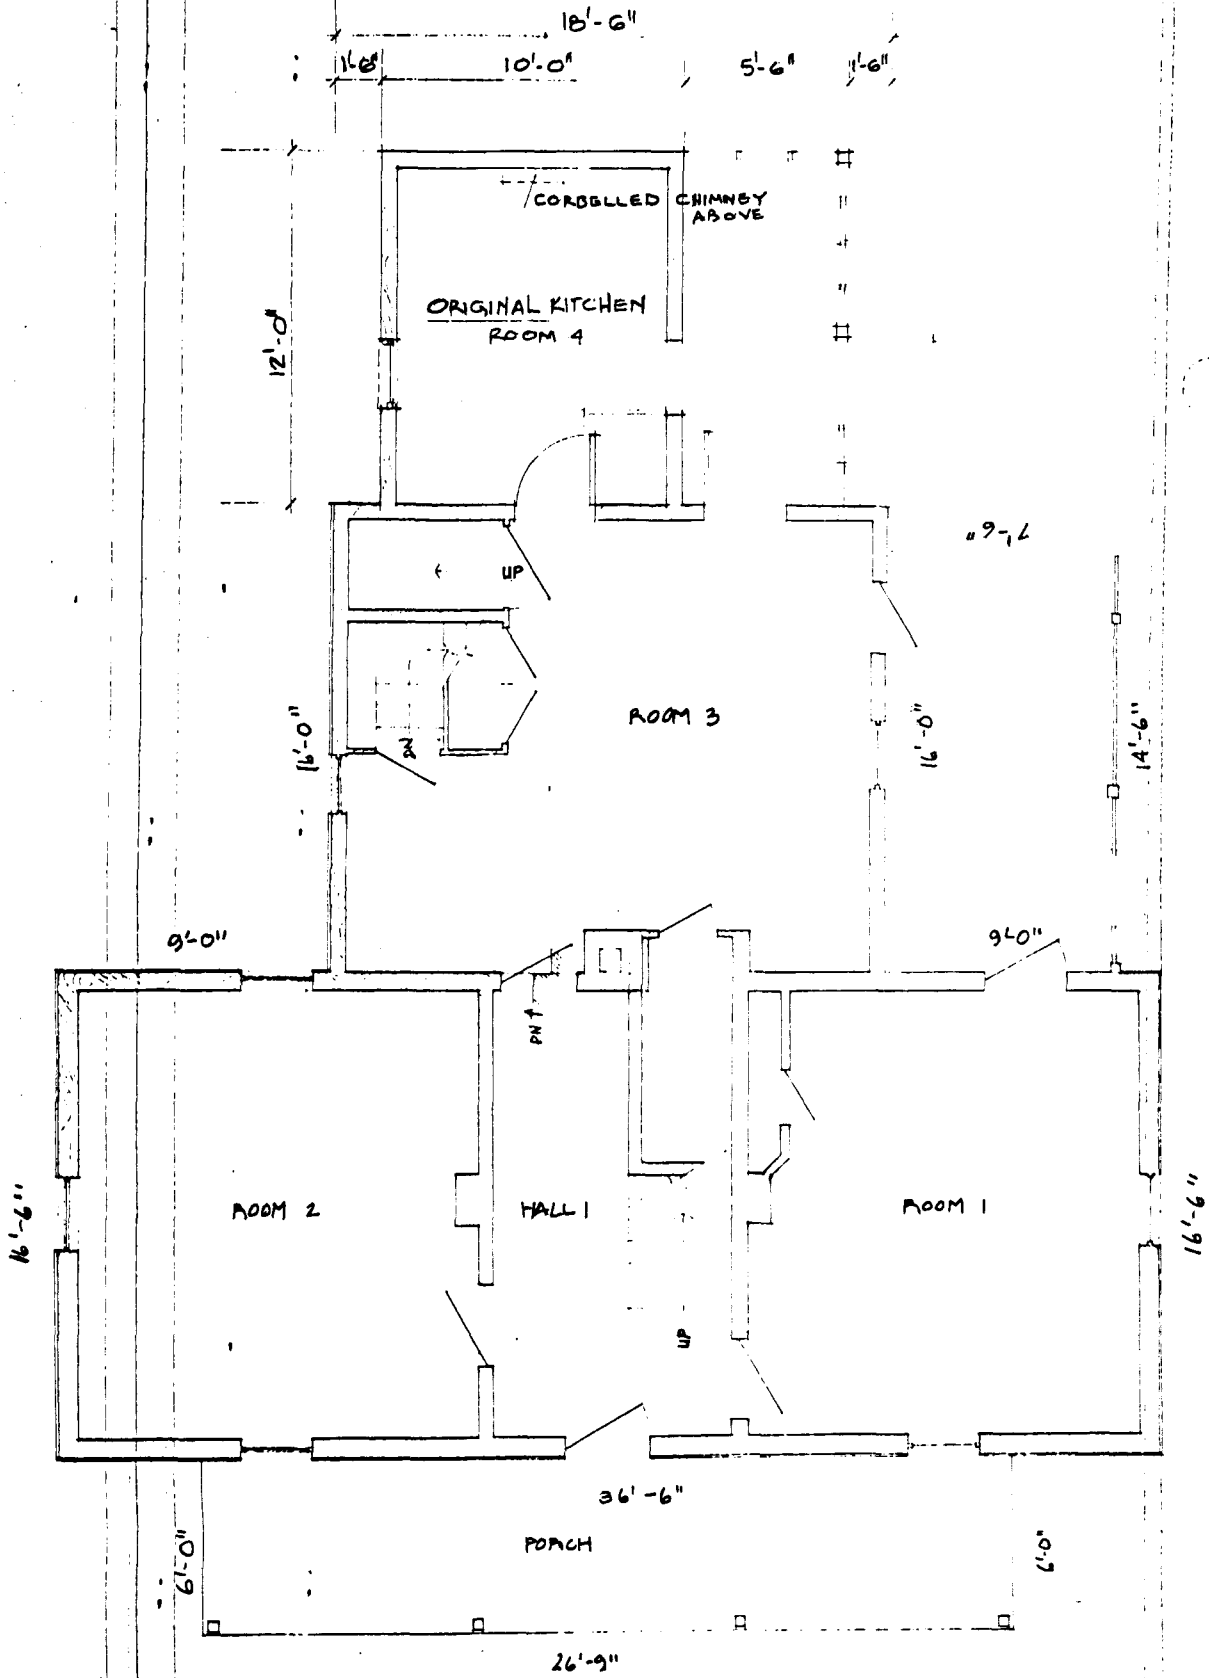 18'-6"
1'-6" 10'-0" 5'-6" 1'-6"
CORBELLED CHIMNEY
ABOVE
ORIGINAL KITCHEN
ROOM 4
12'-0"
7'-6"
UP
ROOM 3
16'-0"
16'-0"
14'-6"
DN
9'-0"
9'-0"
DN
ROOM 2
HALL 1
ROOM 1
16'-6"
16'-6"
UP
36'-6"
PORCH
6'-0"
6'-0"
26'-9"